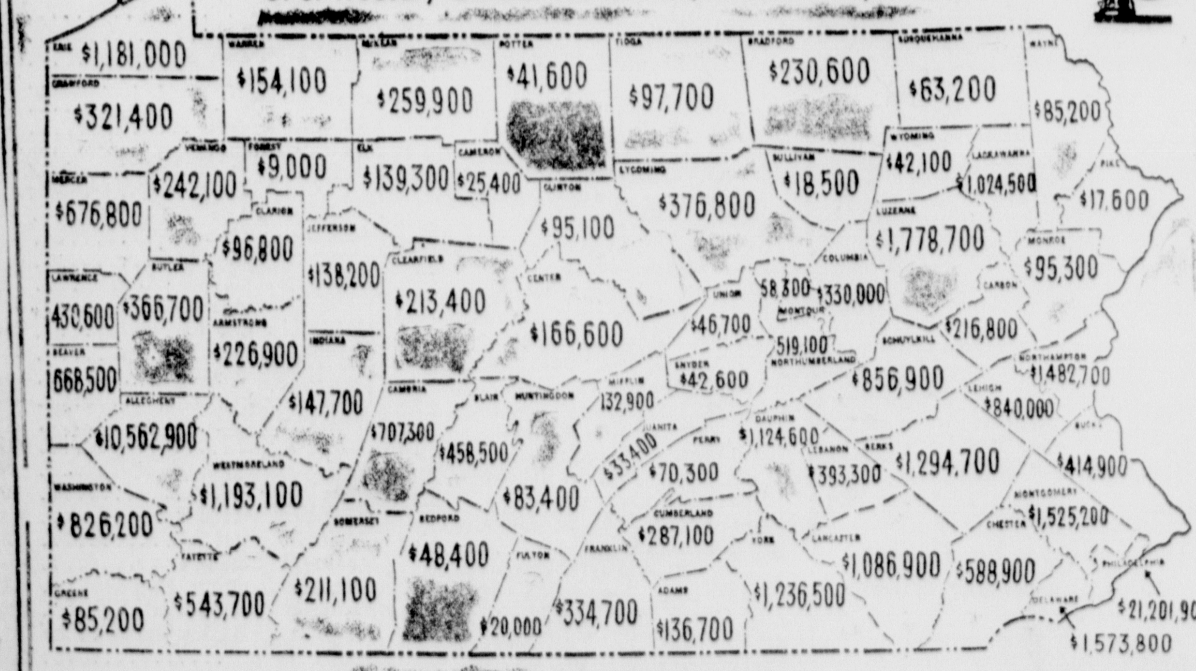 ERIE $1,181,000
CRAWFORD $321,400
WARREN $154,100
McKEAN $259,900
POTTER $41,600
TIOGA $97,700
BRADFORD $230,600
SUSQUEHANNA $63,200
WAYNE $85,200
MERCER $676,800
VENANGO $242,100
FOREST $9,000
ELK $139,300
CAMERON $25,400
CLINTON $95,100
LYCOMING $376,800
SULLIVAN $18,500
WYOMING $42,100
LACKAWANNA $1,024,500
PIKE $17,600
CLARION $96,800
JEFFERSON $138,200
LUZERNE $1,778,700
MONROE $95,300
LAWRENCE 430,600
BUTLER $366,700
CLEARFIELD $213,400
CENTER $166,600
UNION $46,700
58,300 MONTOUR
COLUMBIA $330,000
CARBON $216,800
ARMSTRONG $226,900
INDIANA $147,700
BEAVER 668,500
SNYDER $42,600
519,100 NORTHUMBERLAND
SCHUYLKILL $856,900
NORTHAMPTON $1,482,700
LEHIGH $840,000
ALLEGHENY $10,562,900
CAMBRIA $707,300
BLAIR $458,500
HUNTINGDON $83,400
MIFFLIN 132,900
JUANITA $33,400
PERRY $70,300
DAUPHIN $1,124,600
LEBANON $393,300
BERKS $1,294,700
BUCKS $414,900
WASHINGTON $826,200
WESTMORELAND $1,193,100
SOMERSET $211,100
BEDFORD $48,400
FULTON $20,000
FRANKLIN $334,700
CUMBERLAND $287,100
YORK $1,236,500
LANCASTER $1,086,900
CHESTER $588,900
MONTGOMERY $1,525,200
PHILADELPHIA $21,201,90
GREENE $85,200
FAYETTE $543,700
ADAMS $136,700
DELAWARE $1,573,800